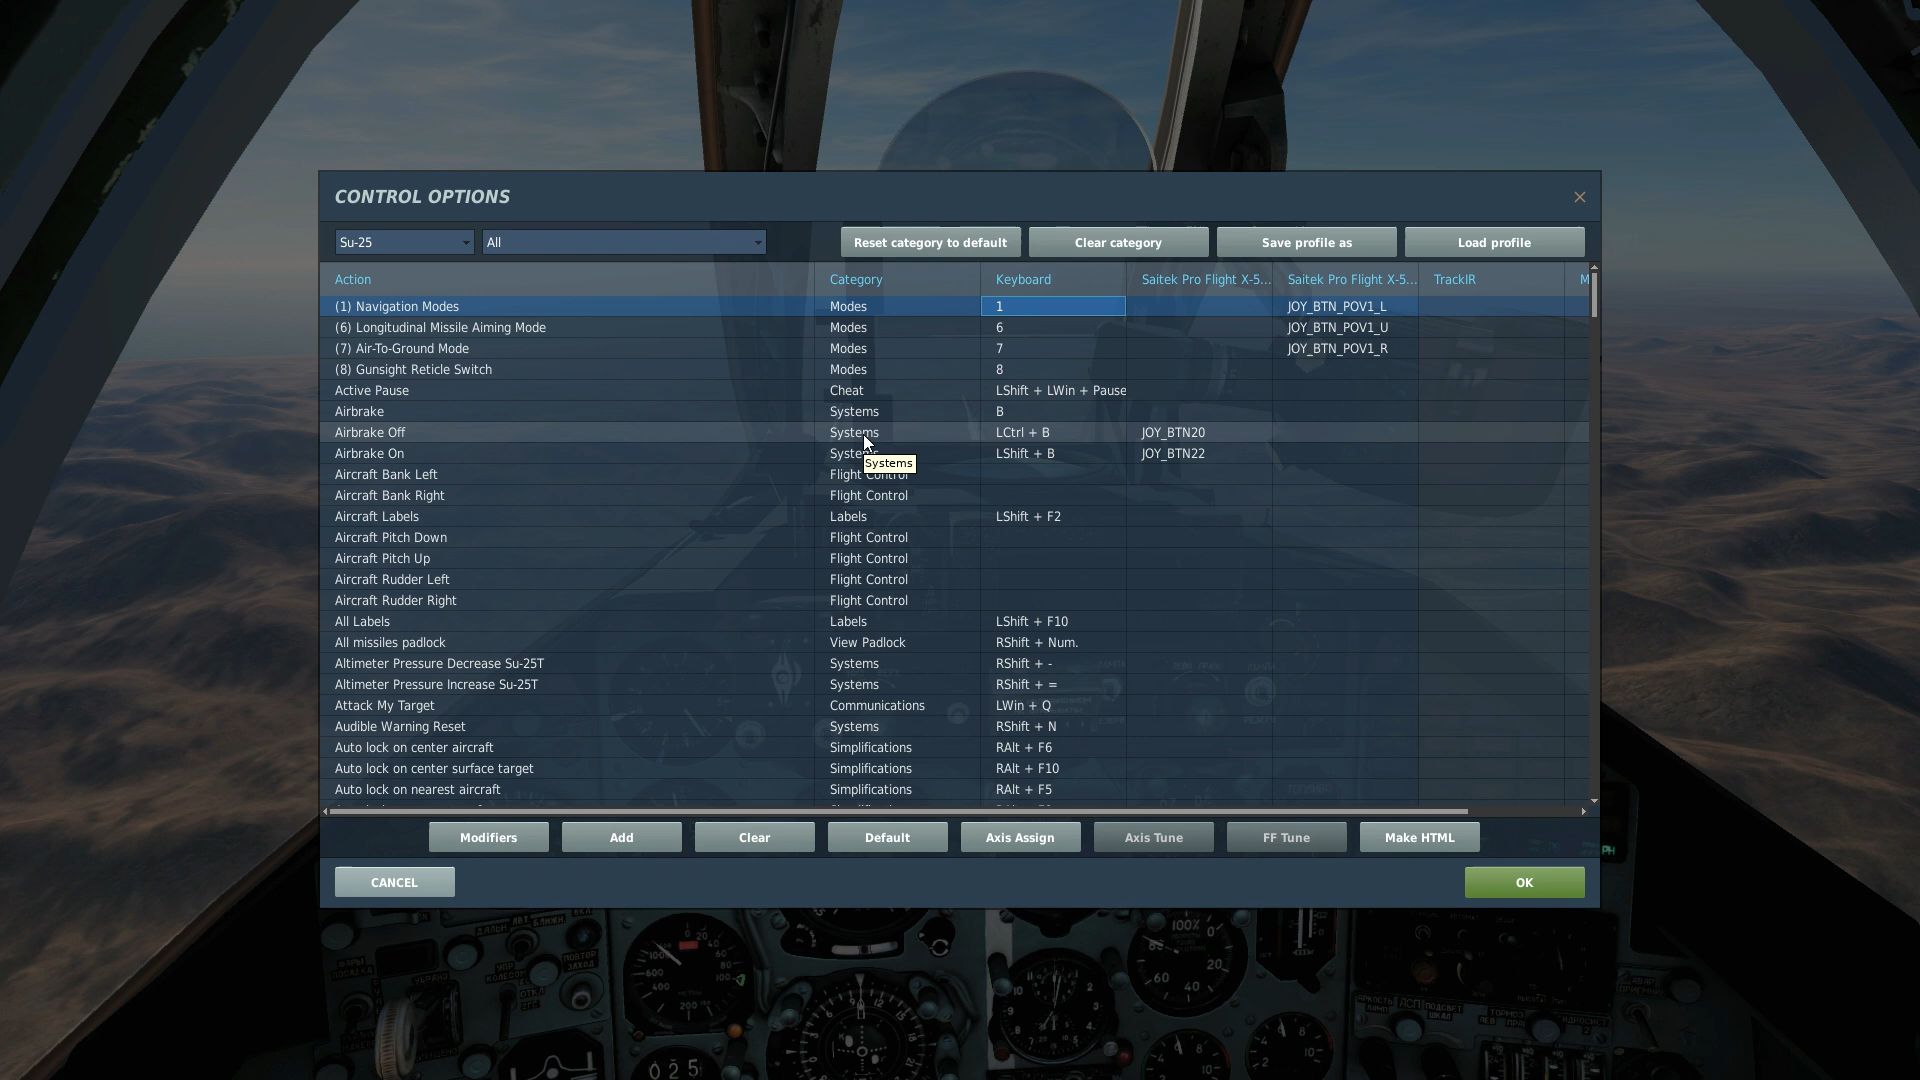 CONTROL OPTIONS
Su-25 All Reset category to default Clear category Save profile as Load profile
Action Category Keyboard Saitek Pro Flight X-5... Saitek Pro Flight X-5... TrackIR M
(1) Navigation Modes Modes 1 JOY_BTN_POV1_L
(6) Longitudinal Missile Aiming Mode Modes 6 JOY_BTN_POV1_U
(7) Air-To-Ground Mode Modes 7 JOY_BTN_POV1_R
(8) Gunsight Reticle Switch Modes 8
Active Pause Cheat LShift + LWin + Pause
Airbrake Systems B
Airbrake Off Systems LCtrl + B JOY_BTN20
Airbrake On Systems LShift + B JOY_BTN22
Systems
Aircraft Bank Left Flight Control
Aircraft Bank Right Flight Control
Aircraft Labels Labels LShift + F2
Aircraft Pitch Down Flight Control
Aircraft Pitch Up Flight Control
Aircraft Rudder Left Flight Control
Aircraft Rudder Right Flight Control
All Labels Labels LShift + F10
All missiles padlock View Padlock RShift + Num.
Altimeter Pressure Decrease Su-25T Systems RShift + -
Altimeter Pressure Increase Su-25T Systems RShift + =
Attack My Target Communications LWin + Q
Audible Warning Reset Systems RShift + N
Auto lock on center aircraft Simplifications RAlt + F6
Auto lock on center surface target Simplifications RAlt + F10
Auto lock on nearest aircraft Simplifications RAlt + F5
Modifiers Add Clear Default Axis Assign Axis Tune FF Tune Make HTML
CANCEL OK